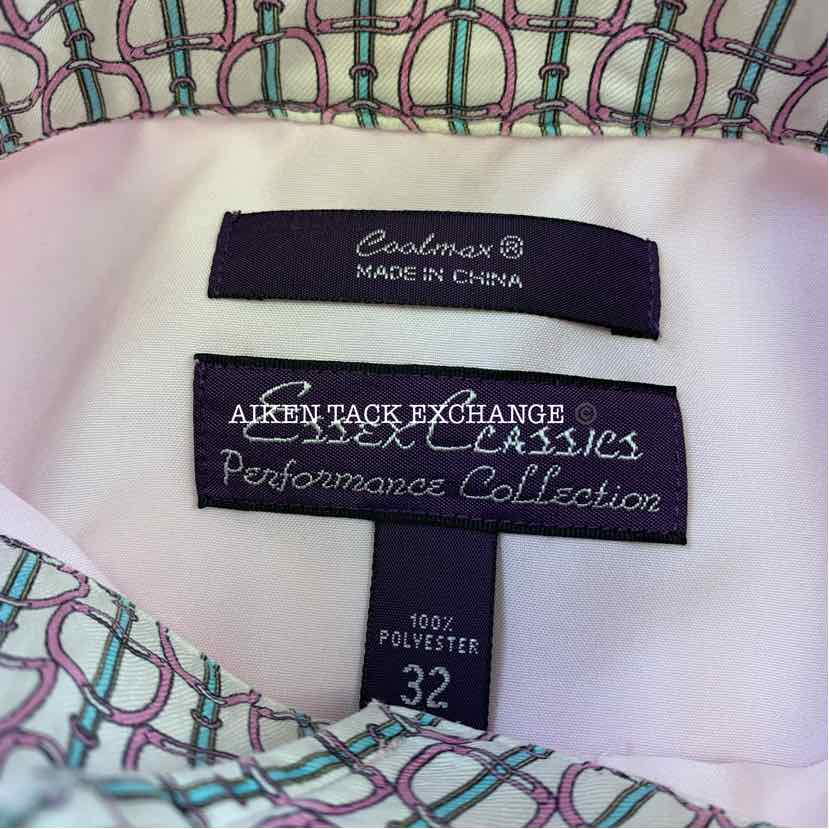 Coolmax®
MADE IN CHINA
AIKEN TACK EXCHANGE ©
Essex Classics
Performance Collection
100%
POLYESTER
32